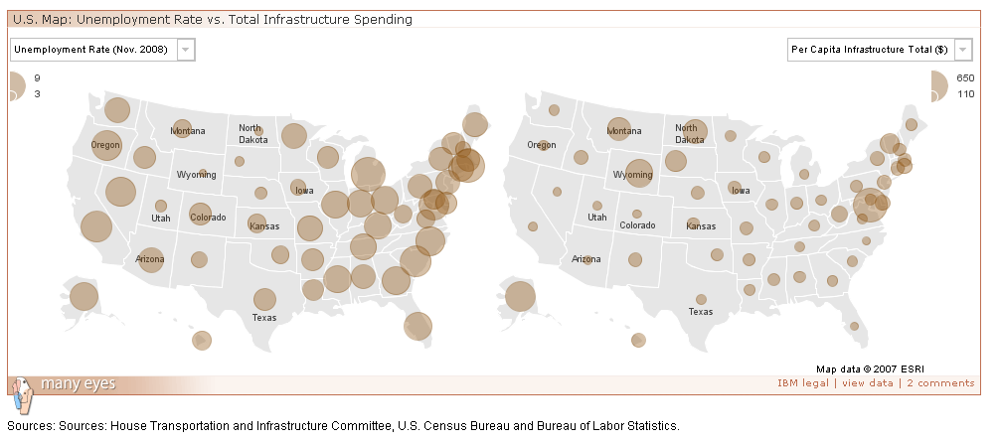 U.S. Map: Unemployment Rate vs. Total Infrastructure Spending
Unemployment Rate (Nov. 2008)
Per Capita Infrastructure Total ($)
9
3
650
110
Montana
North
Dakota
Oregon
Wyoming
Iowa
Utah
Colorado
Kansas
Arizona
Texas
Montana
North
Dakota
Oregon
Wyoming
Iowa
Utah
Colorado
Kansas
Arizona
Texas
Map data © 2007 ESRI
many eyes
IBM legal | view data | 2 comments
Sources: Sources: House Transportation and Infrastructure Committee, U.S. Census Bureau and Bureau of Labor Statistics.